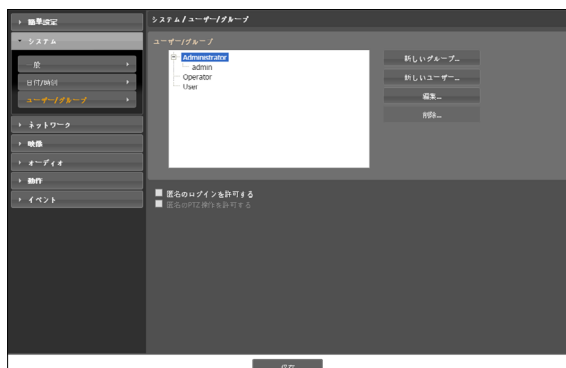 簡単設定
システム
一般
日付/時刻
ユーザー/グループ
ネットワーク
映像
オーディオ
動作
イベント
システム / ユーザー/グループ
ユーザー/グループ
Administrator
admin
Operator
User
新しいグループ...
新しいユーザー...
編集...
削除...
匿名のログインを許可する
匿名のPTZ操作を許可する
保存